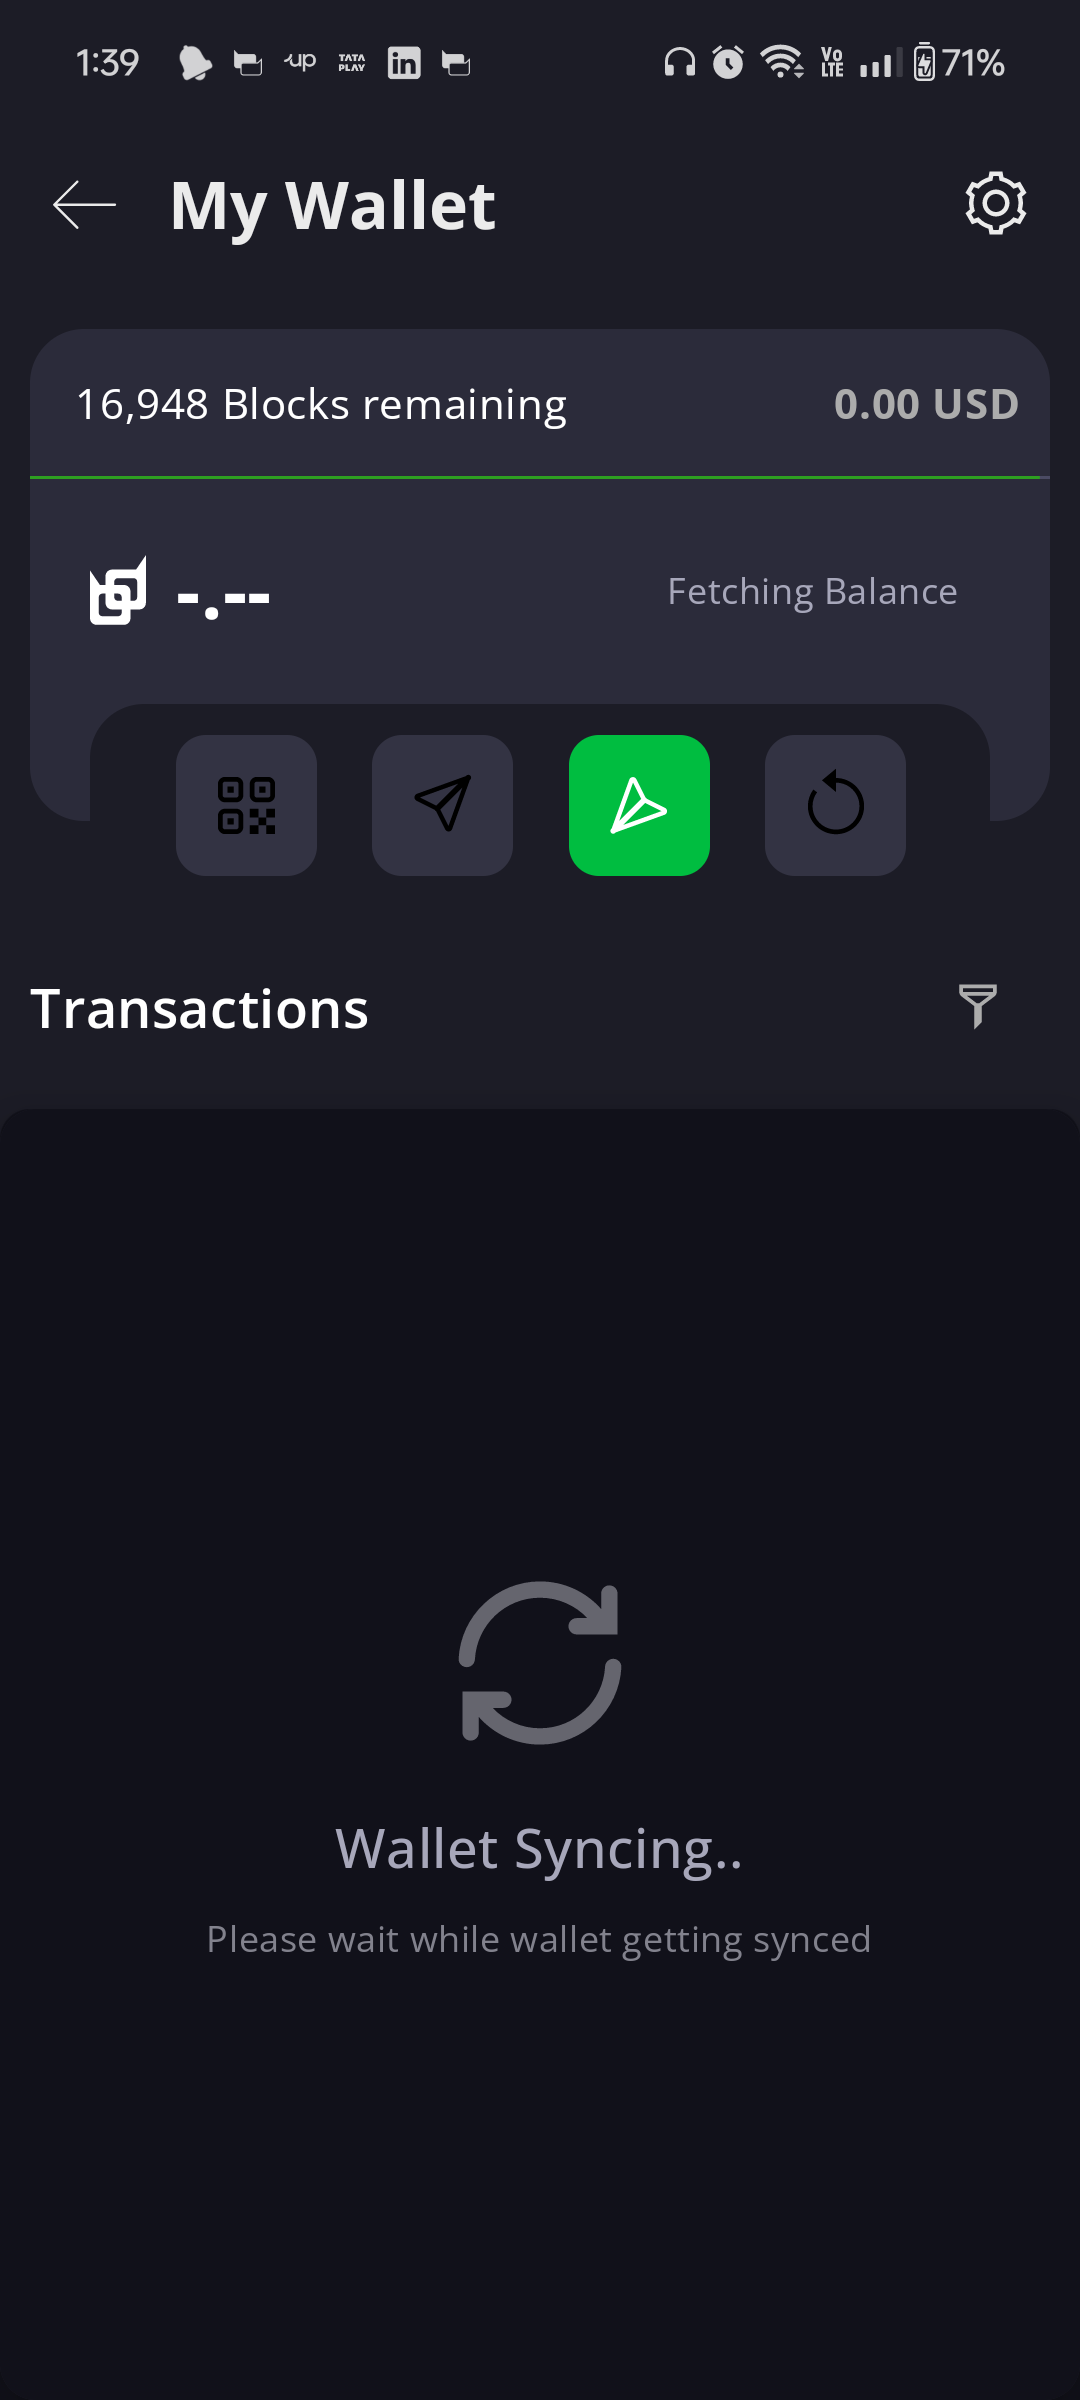 1:39 up TATA PLAY in Vo LTE 71%
My Wallet
16,948 Blocks remaining 0.00 USD
-.-- Fetching Balance
Transactions
Wallet Syncing..
Please wait while wallet getting synced